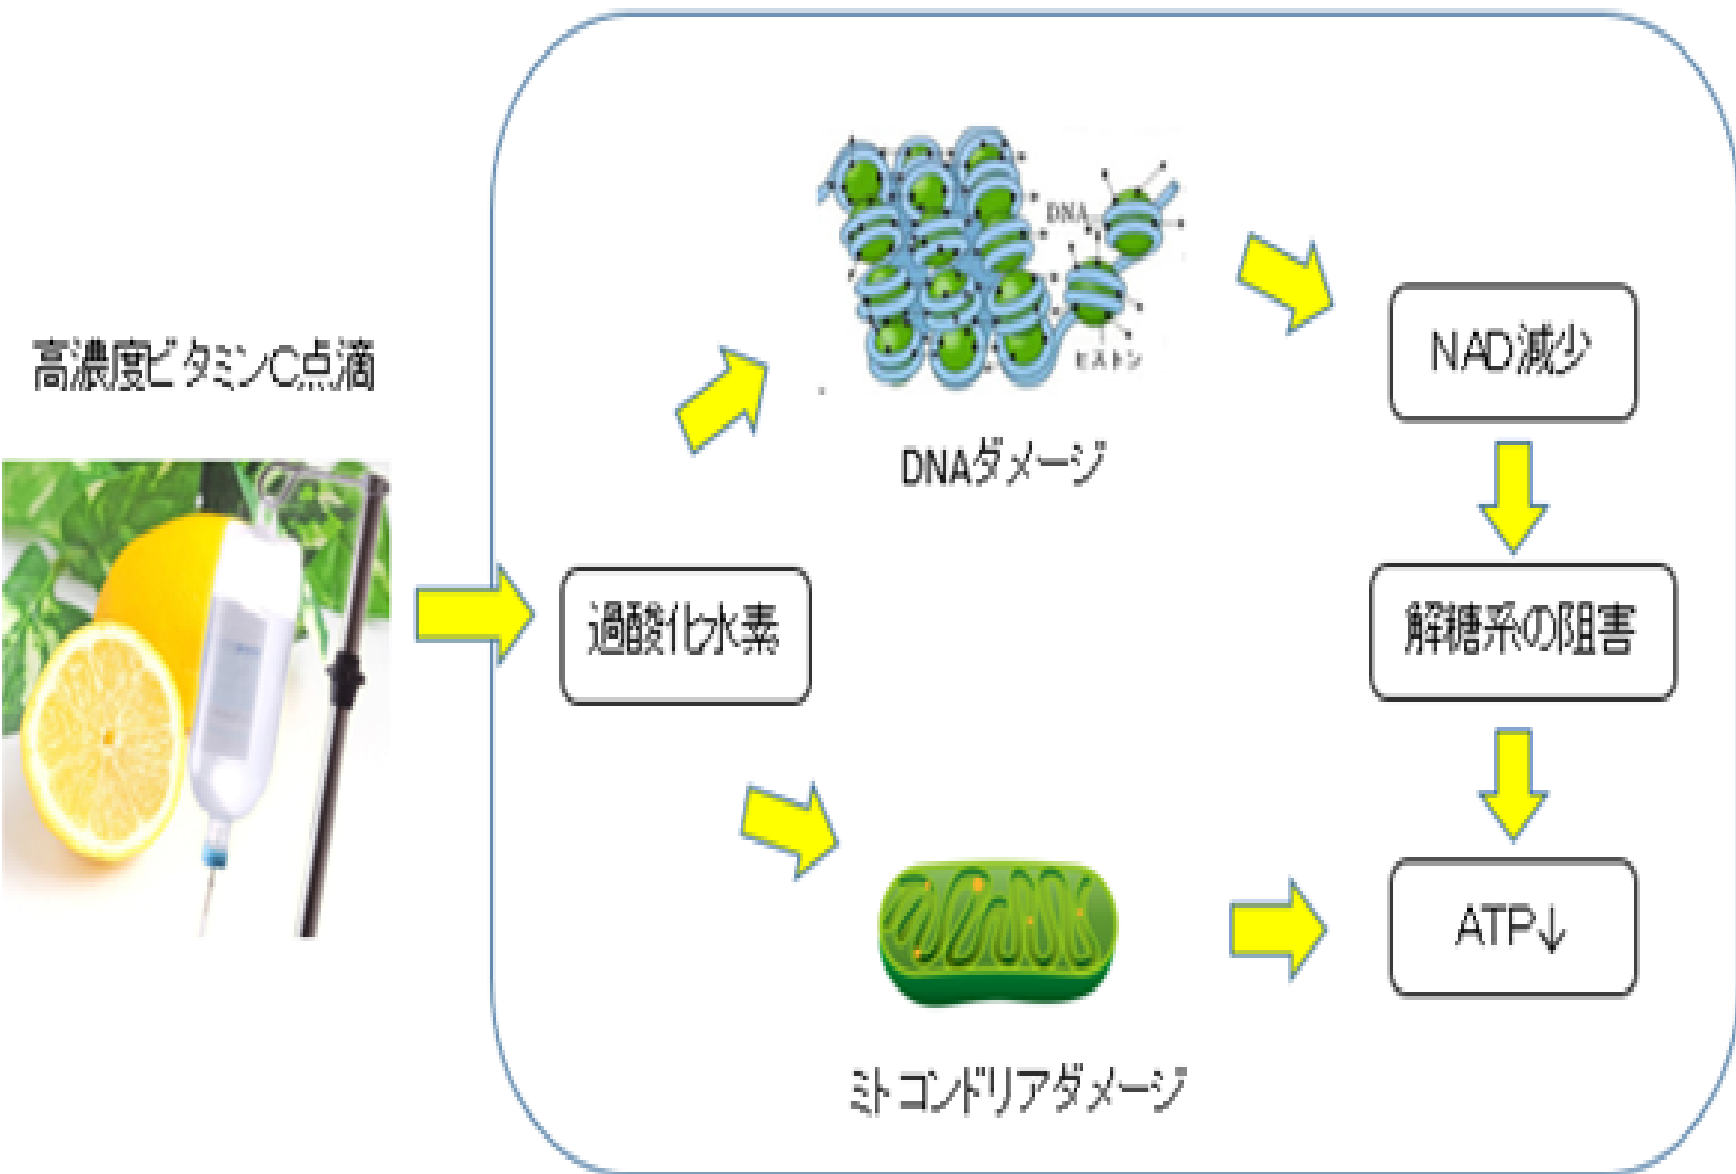 高濃度ビタミンC点滴
過酸化水素
DNA
ヒストン
DNAダメージ
NAD減少
解糖系の阻害
ATP↓
ミトコンドリアダメージ